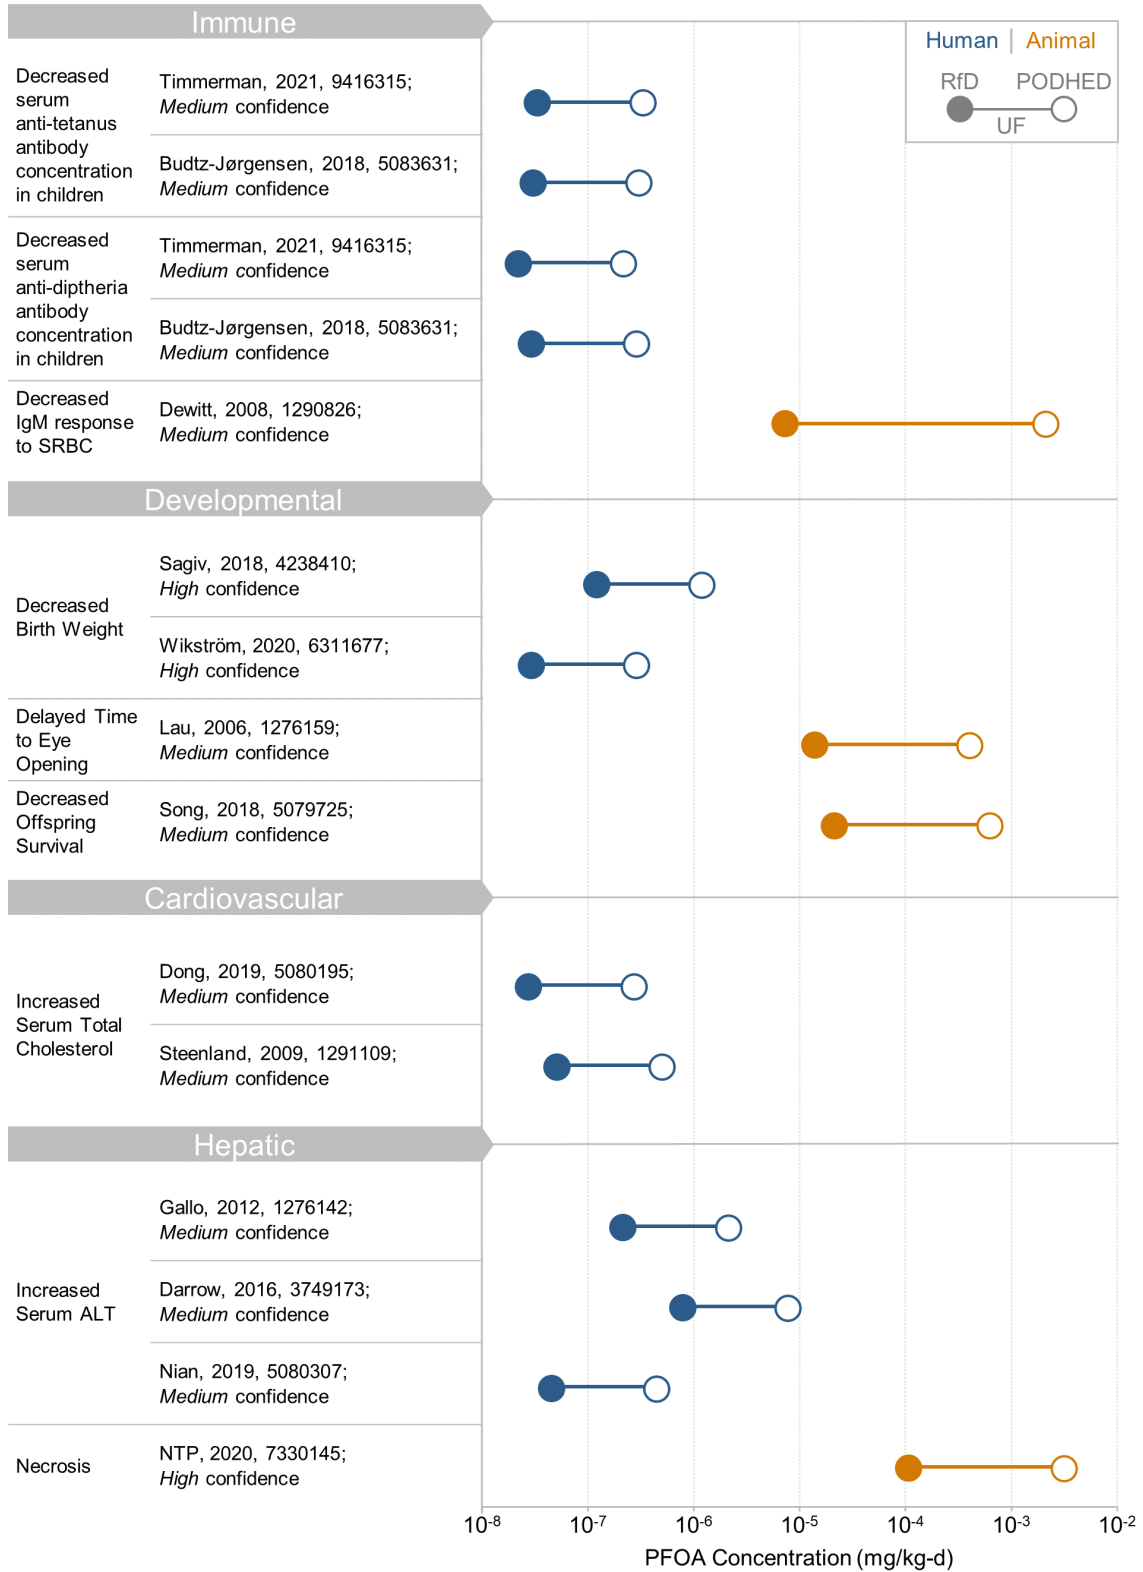 Immune
Human | Animal
RfD PODHED
UF
Decreased
serum
anti-tetanus
antibody
concentration
in children
Timmerman, 2021, 9416315;
Medium confidence
Budtz-Jørgensen, 2018, 5083631;
Medium confidence
Decreased
serum
anti-diptheria
antibody
concentration
in children
Timmerman, 2021, 9416315;
Medium confidence
Budtz-Jørgensen, 2018, 5083631;
Medium confidence
Decreased
IgM response
to SRBC
Dewitt, 2008, 1290826;
Medium confidence
Developmental
Decreased
Birth Weight
Sagiv, 2018, 4238410;
High confidence
Wikström, 2020, 6311677;
High confidence
Delayed Time
to Eye
Opening
Lau, 2006, 1276159;
Medium confidence
Decreased
Offspring
Survival
Song, 2018, 5079725;
Medium confidence
Cardiovascular
Increased
Serum Total
Cholesterol
Dong, 2019, 5080195;
Medium confidence
Steenland, 2009, 1291109;
Medium confidence
Hepatic
Increased
Serum ALT
Gallo, 2012, 1276142;
Medium confidence
Darrow, 2016, 3749173;
Medium confidence
Nian, 2019, 5080307;
Medium confidence
Necrosis
NTP, 2020, 7330145;
High confidence
10-8 10-7 10-6 10-5 10-4 10-3 10-2
PFOA Concentration (mg/kg-d)